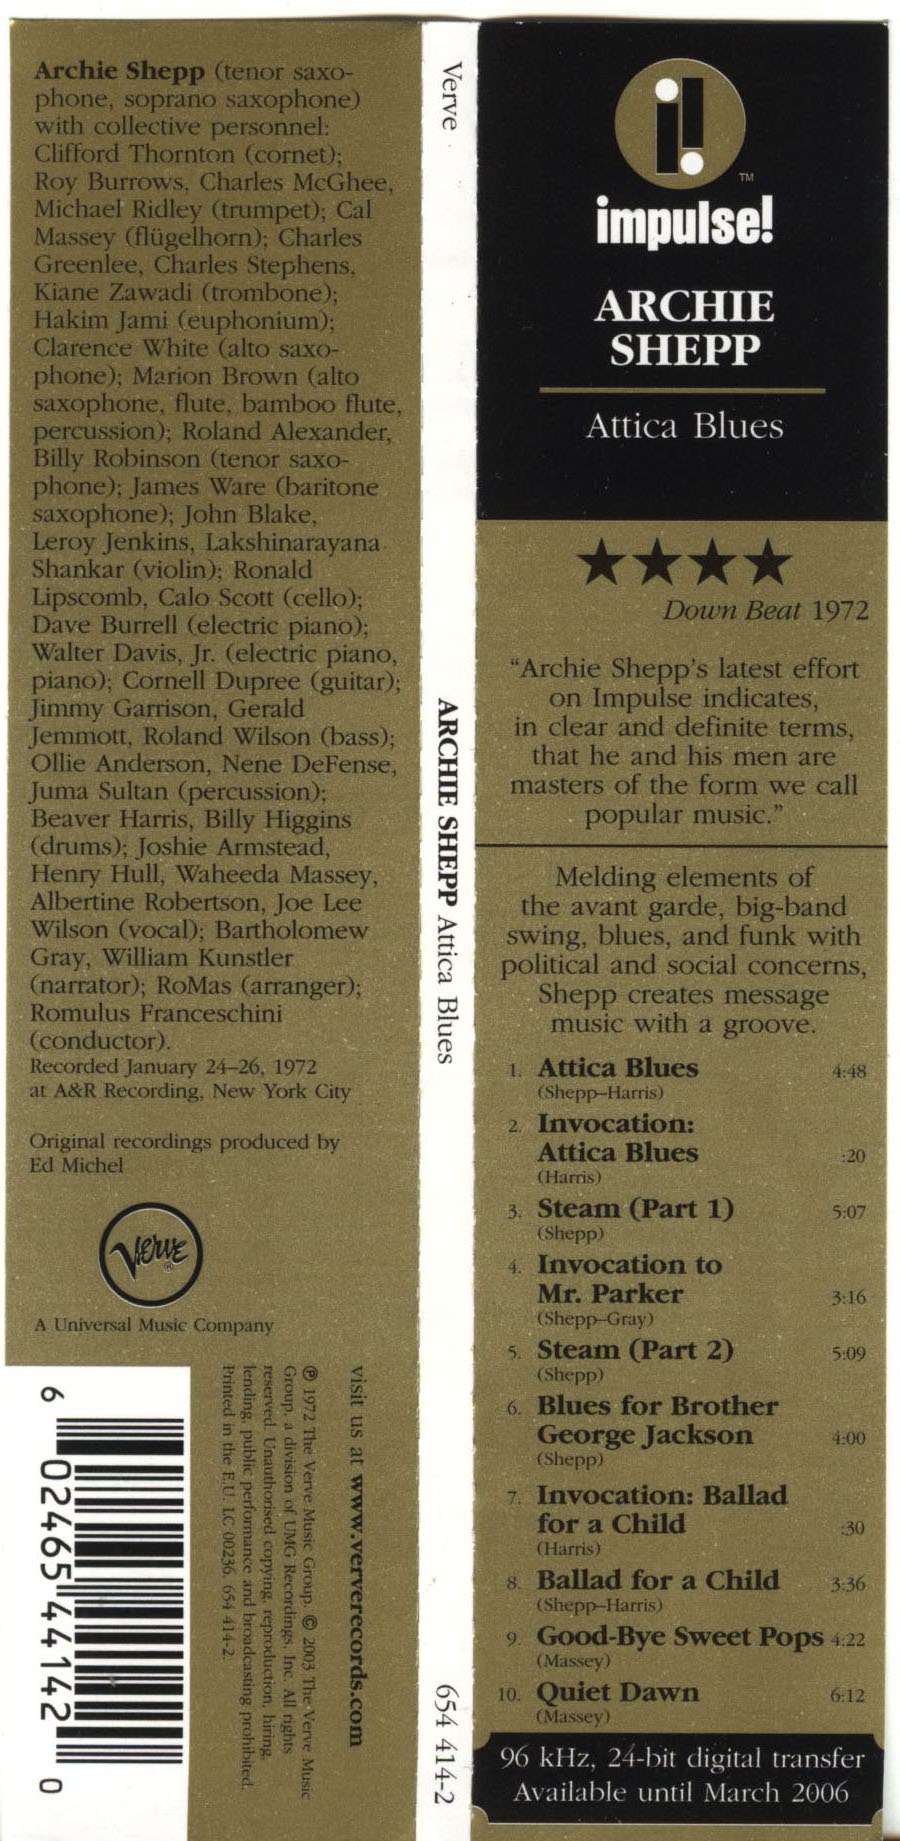 Archie Shepp (tenor saxo-
phone, soprano saxophone)
with collective personnel:
Clifford Thornton (cornet);
Roy Burrows, Charles McGhee,
Michael Ridley (trumpet); Cal
Massey (flügelhorn); Charles
Greenlee, Charles Stephens,
Kiane Zawadi (trombone);
Hakim Jami (euphonium);
Clarence White (alto saxo-
phone); Marion Brown (alto
saxophone, flute, bamboo flute,
percussion); Roland Alexander,
Billy Robinson (tenor saxo-
phone); James Ware (baritone
saxophone); John Blake,
Leroy Jenkins, Lakshinarayana
Shankar (violin); Ronald
Lipscomb, Calo Scott (cello);
Dave Burrell (electric piano);
Walter Davis, Jr. (electric piano,
piano); Cornell Dupree (guitar);
Jimmy Garrison, Gerald
Jemmott, Roland Wilson (bass);
Ollie Anderson, Nene DeFense,
Juma Sultan (percussion);
Beaver Harris, Billy Higgins
(drums); Joshie Armstead,
Henry Hull, Waheeda Massey,
Albertine Robertson, Joe Lee
Wilson (vocal); Bartholomew
Gray, William Kunstler
(narrator); RoMas (arranger);
Romulus Franceschini
(conductor).
Recorded January 24–26, 1972
at A&R Recording, New York City
Original recordings produced by
Ed Michel
Verve
®
A Universal Music Company
visit us at www.ververecords.com
℗ 1972 The Verve Music Group. © 2003 The Verve Music
Group, a division of UMG Recordings, Inc. All rights
reserved. Unauthorised copying, reproduction, hiring,
lending, public performance and broadcasting prohibited.
Printed in the E.U. LC 00236. 654 414-2
6 02465 44142 0
Verve
ARCHIE SHEPP Attica Blues
654 414-2
TM
impulse!
ARCHIE
SHEPP
Attica Blues
★★★★
Down Beat 1972
“Archie Shepp’s latest effort
on Impulse indicates,
in clear and definite terms,
that he and his men are
masters of the form we call
popular music.”
Melding elements of
the avant garde, big-band
swing, blues, and funk with
political and social concerns,
Shepp creates message
music with a groove.
1. Attica Blues 4:48
(Shepp–Harris)
2. Invocation:
Attica Blues :20
(Harris)
3. Steam (Part 1) 5:07
(Shepp)
4. Invocation to
Mr. Parker 3:16
(Shepp–Gray)
5. Steam (Part 2) 5:09
(Shepp)
6. Blues for Brother
George Jackson 4:00
(Shepp)
7. Invocation: Ballad
for a Child :30
(Harris)
8. Ballad for a Child 3:36
(Shepp–Harris)
9. Good-Bye Sweet Pops 4:22
(Massey)
10. Quiet Dawn 6:12
(Massey)
96 kHz, 24-bit digital transfer
Available until March 2006